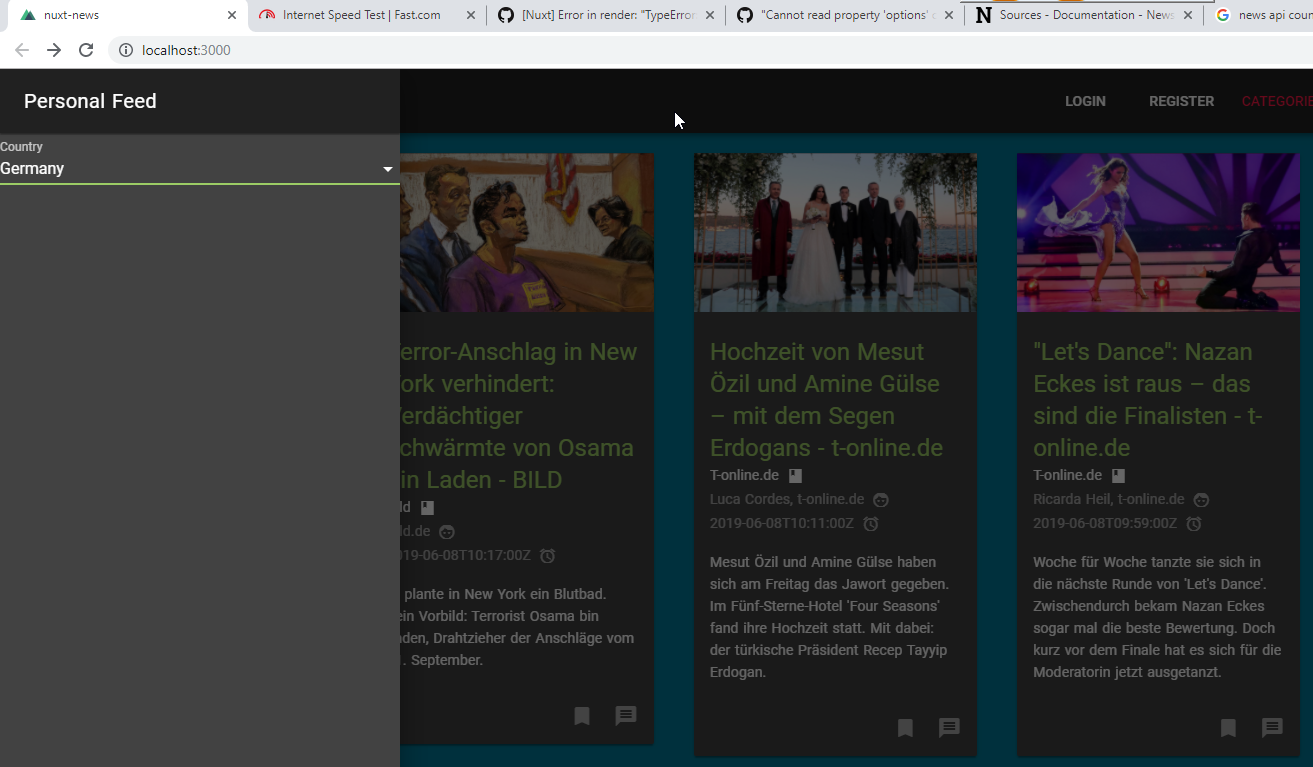 nuxt-news
Internet Speed Test | Fast.com
[Nuxt] Error in render: "TypeError
"Cannot read property 'options'
Sources - Documentation - News
news api coun
localhost:3000
Personal Feed
LOGIN
REGISTER
CATEGORIE
Country
Germany
error-Anschlag in New
ork verhindert:
erdächtiger
chwärmte von Osama
in Laden - BILD
ld
ld.de
019-06-08T10:17:00Z
plante in New York ein Blutbad.
ein Vorbild: Terrorist Osama bin
aden, Drahtzieher der Anschläge vom
. September.
Hochzeit von Mesut
Özil und Amine Gülse
– mit dem Segen
Erdogans - t-online.de
T-online.de
Luca Cordes, t-online.de
2019-06-08T10:11:00Z
Mesut Özil und Amine Gülse haben
sich am Freitag das Jawort gegeben.
Im Fünf-Sterne-Hotel 'Four Seasons'
fand ihre Hochzeit statt. Mit dabei:
der türkische Präsident Recep Tayyip
Erdogan.
"Let's Dance": Nazan
Eckes ist raus – das
sind die Finalisten - t-
online.de
T-online.de
Ricarda Heil, t-online.de
2019-06-08T09:59:00Z
Woche für Woche tanzte sie sich in
die nächste Runde von 'Let's Dance'.
Zwischendurch bekam Nazan Eckes
sogar mal die beste Bewertung. Doch
kurz vor dem Finale hat es sich für die
Moderatorin jetzt ausgetanzt.